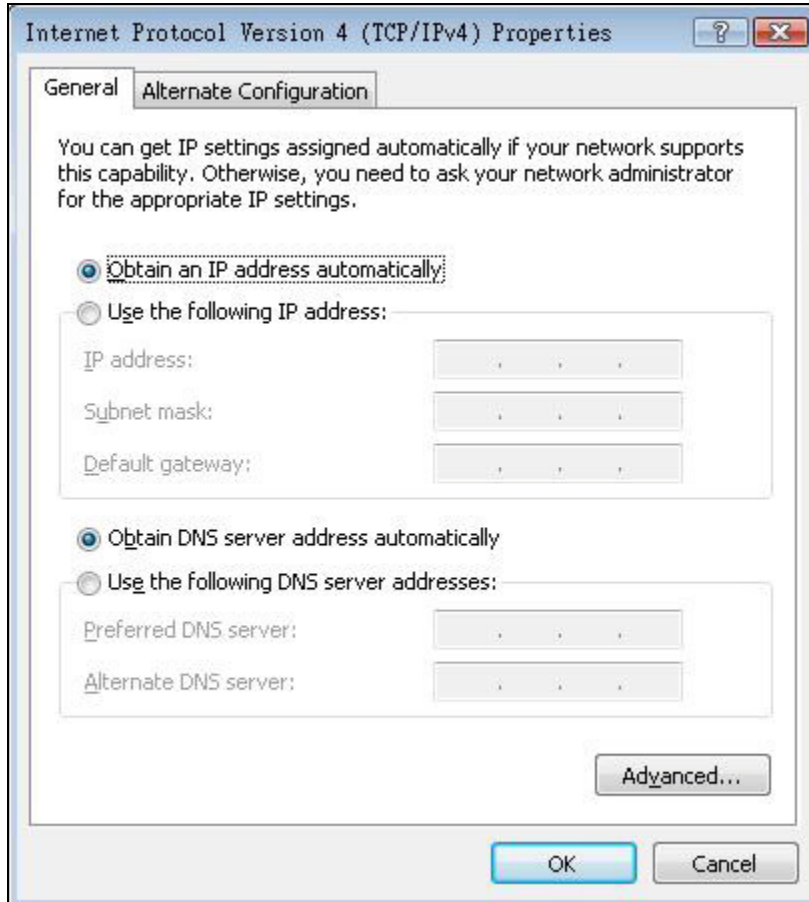 Internet Protocol Version 4 (TCP/IPv4) Properties
General
Alternate Configuration
You can get IP settings assigned automatically if your network supports
this capability. Otherwise, you need to ask your network administrator
for the appropriate IP settings.
Obtain an IP address automatically
Use the following IP address:
IP address:
Subnet mask:
Default gateway:
Obtain DNS server address automatically
Use the following DNS server addresses:
Preferred DNS server:
Alternate DNS server:
Advanced...
OK
Cancel